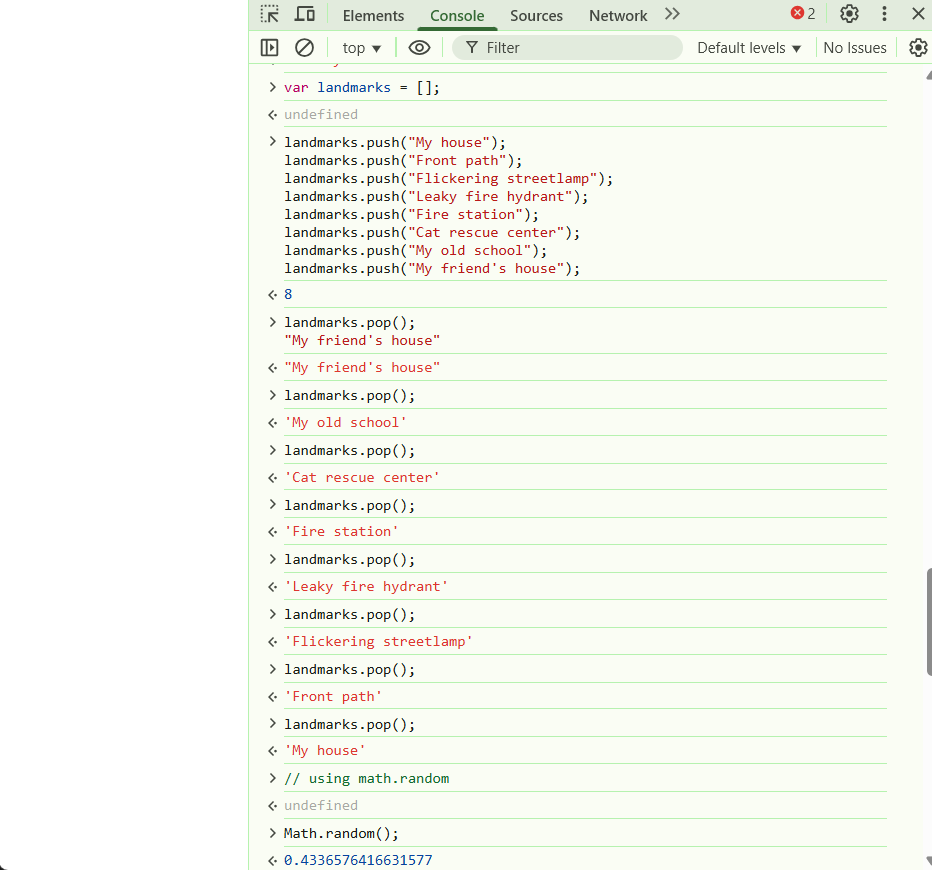 Elements Console Sources Network 2
top Filter Default levels No Issues
var landmarks = [];
undefined
landmarks.push("My house");
landmarks.push("Front path");
landmarks.push("Flickering streetlamp");
landmarks.push("Leaky fire hydrant");
landmarks.push("Fire station");
landmarks.push("Cat rescue center");
landmarks.push("My old school");
landmarks.push("My friend's house");
8
landmarks.pop();
"My friend's house"
"My friend's house"
landmarks.pop();
'My old school'
landmarks.pop();
'Cat rescue center'
landmarks.pop();
'Fire station'
landmarks.pop();
'Leaky fire hydrant'
landmarks.pop();
'Flickering streetlamp'
landmarks.pop();
'Front path'
landmarks.pop();
'My house'
// using math.random
undefined
Math.random();
0.4336576416631577